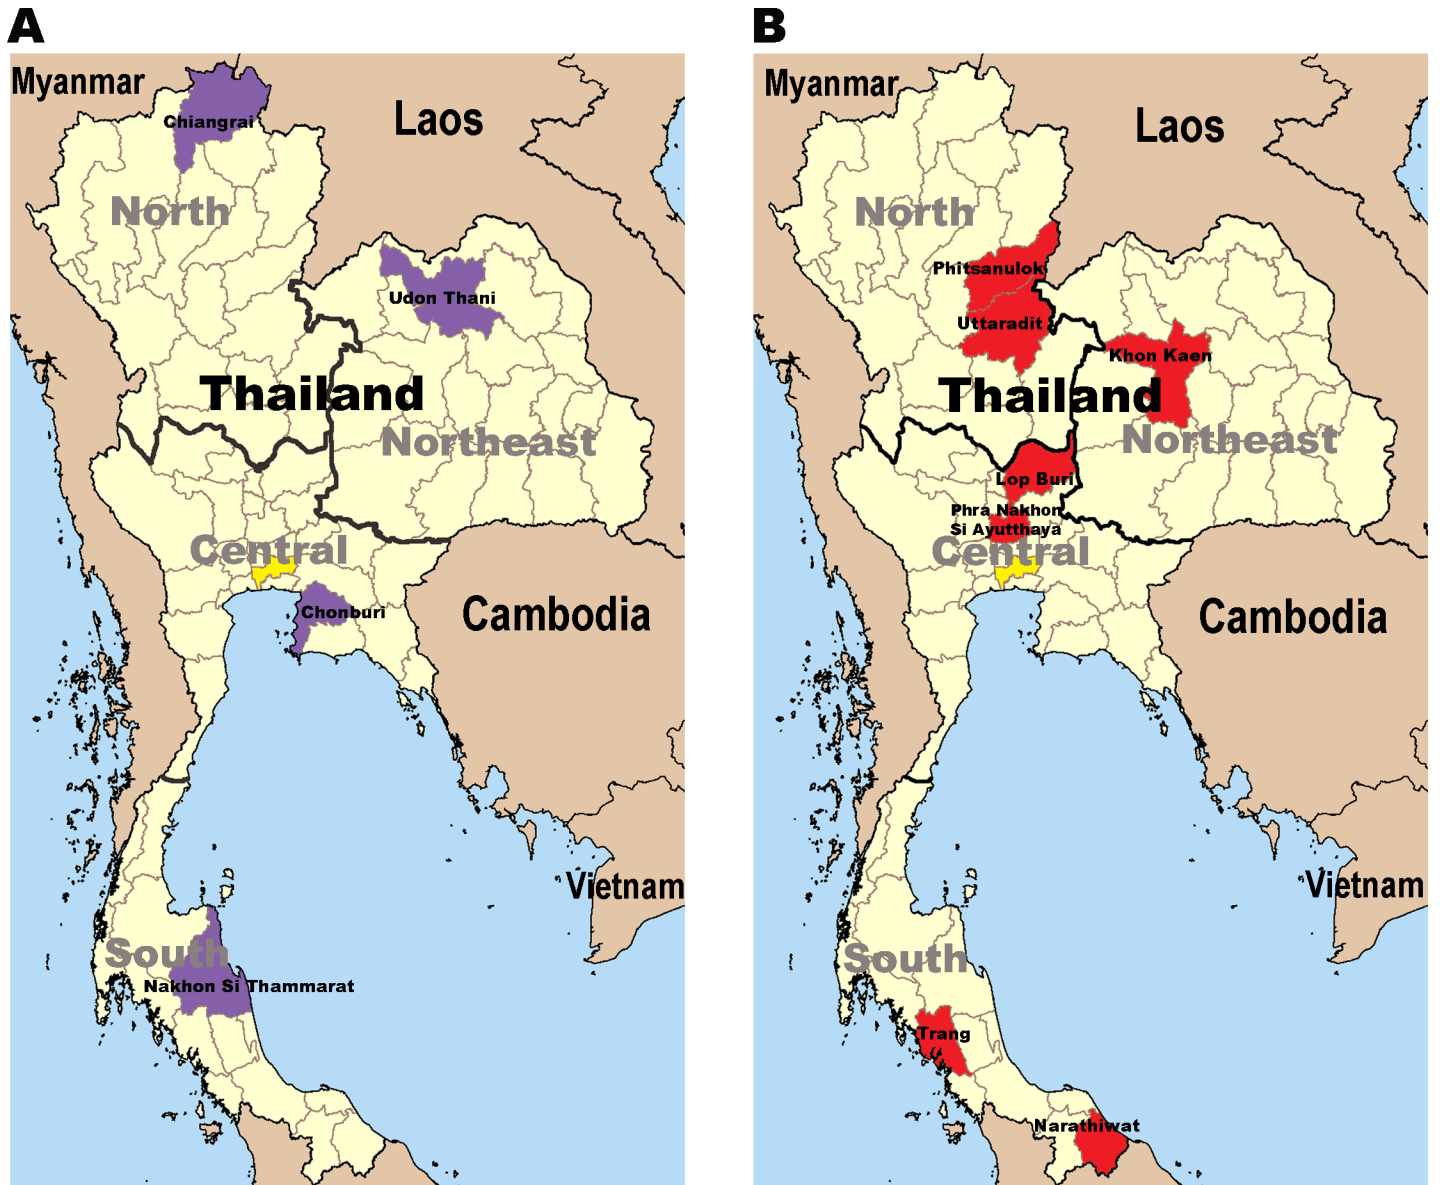 A
Myanmar
Laos
Chiangrai
North
Udon Thani
Thailand
Northeast
Central
Chonburi
Cambodia
Vietnam
South
Nakhon Si Thammarat
B
Myanmar
Laos
North
Phitsanulok
Uttaradit
Khon Kaen
Thailand
Northeast
Lop Buri
Phra Nakhon
Si Ayutthaya
Central
Cambodia
Vietnam
South
Trang
Narathiwat